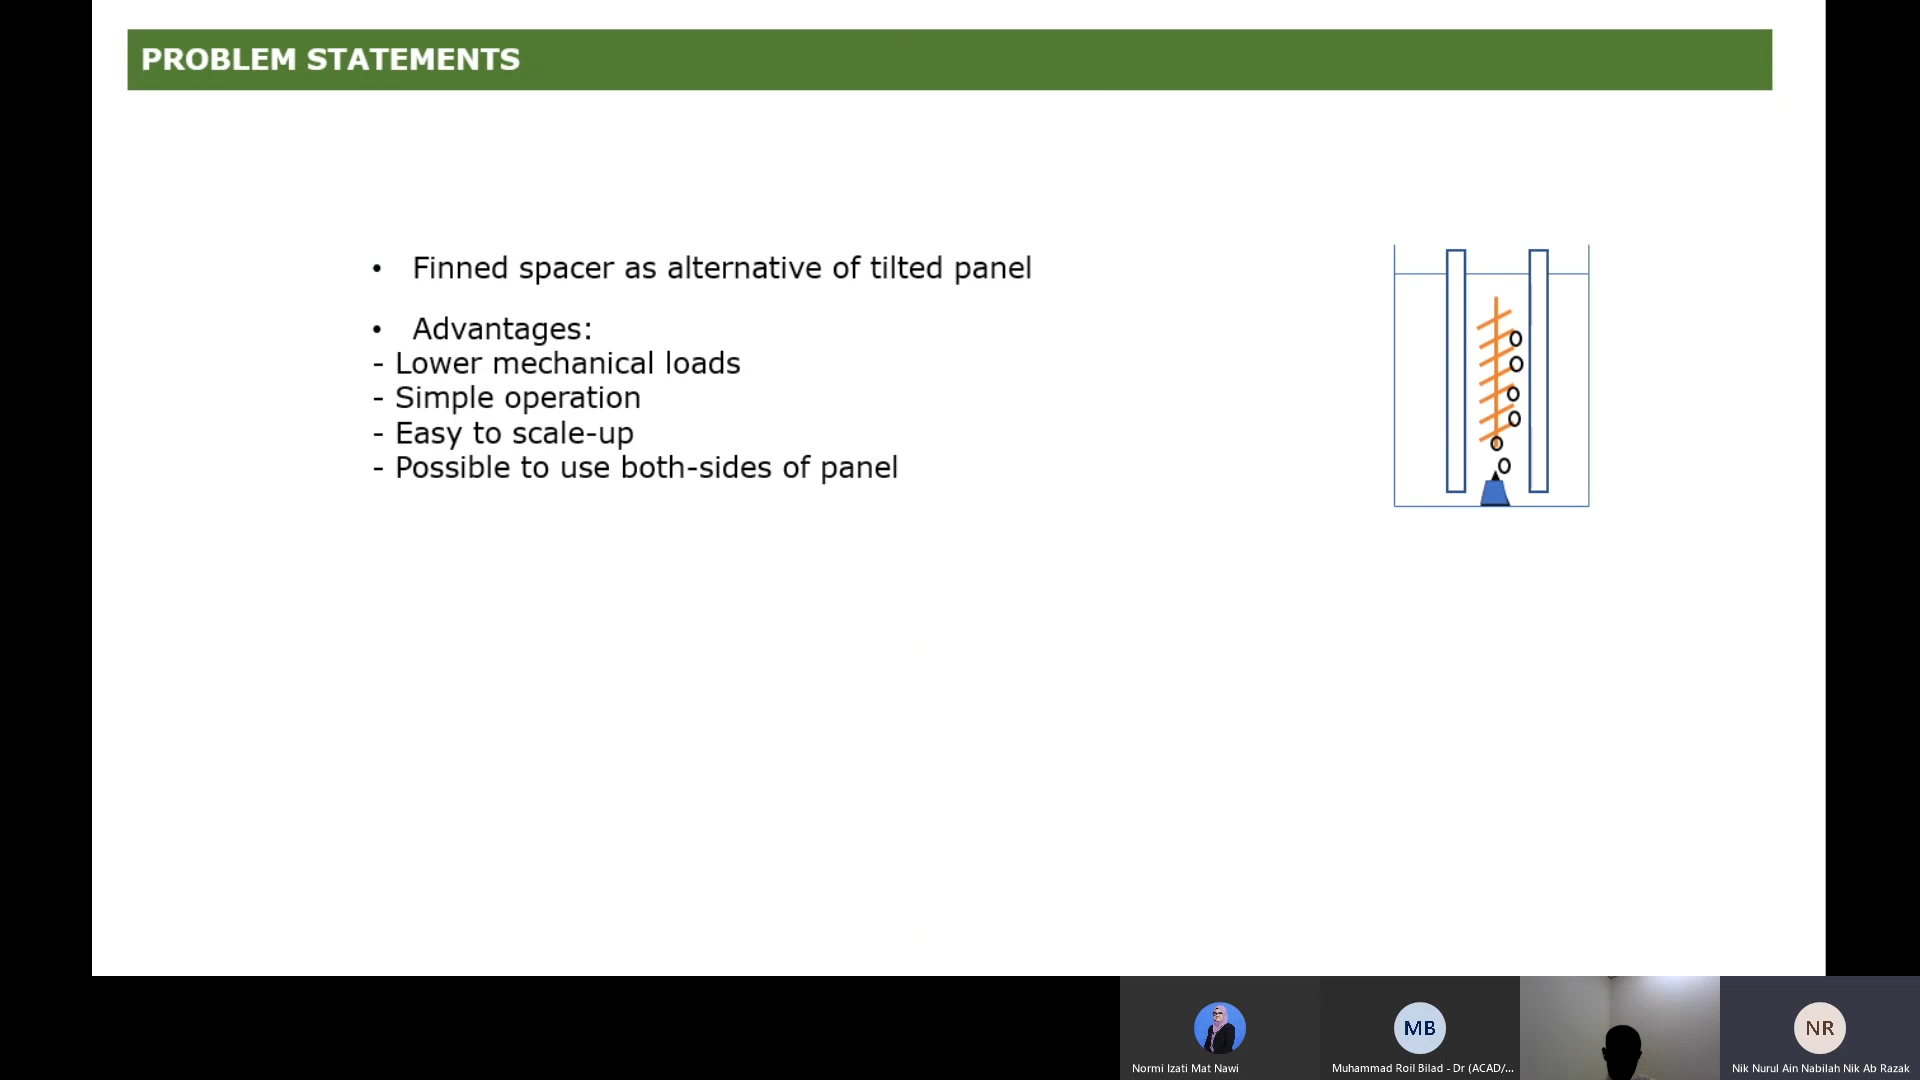 PROBLEM STATEMENTS
• Finned spacer as alternative of tilted panel
• Advantages:
- Lower mechanical loads
- Simple operation
- Easy to scale-up
- Possible to use both-sides of panel
MB
NR
Normi Izati Mat Nawi
Muhammad Roil Bilad - Dr (ACAD/...
Nik Nurul Ain Nabilah Nik Ab Razak